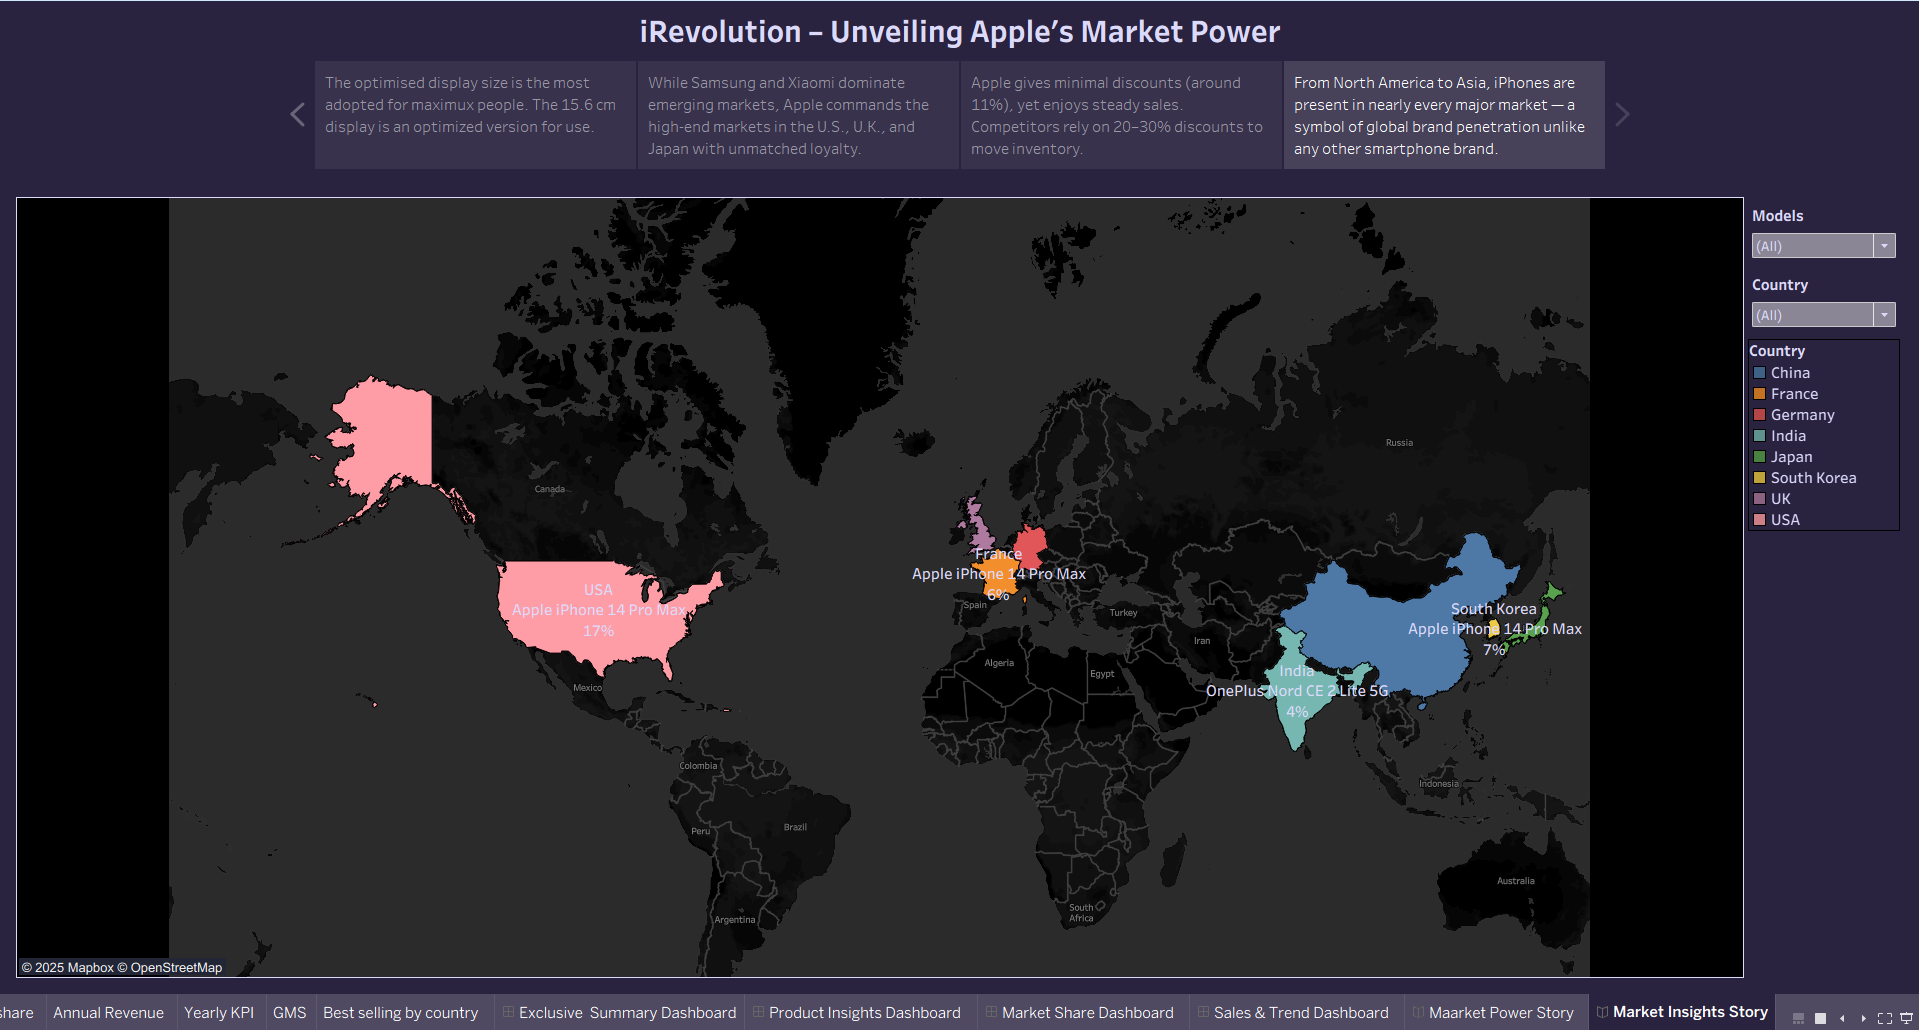 iRevolution – Unveiling Apple's Market Power
The optimised display size is the most
adopted for maximux people. The 15.6 cm
display is an optimized version for use.
While Samsung and Xiaomi dominate
emerging markets, Apple commands the
high-end markets in the U.S., U.K., and
Japan with unmatched loyalty.
Apple gives minimal discounts (around
11%), yet enjoys steady sales.
Competitors rely on 20–30% discounts to
move inventory.
From North America to Asia, iPhones are
present in nearly every major market — a
symbol of global brand penetration unlike
any other smartphone brand.
Models
(All)
Country
(All)
Country
China
France
Germany
India
Japan
South Korea
UK
USA
Russia
Canada
France
Apple iPhone 14 Pro Max
6%
USA
Apple iPhone 14 Pro Max
17%
Spain
Turkey
South Korea
Apple iPhone 14 Pro Max
7%
Iran
Algeria
Egypt
India
OnePlus Nord CE 2 Lite 5G
4%
Mexico
Colombia
Indonesia
Peru
Brazil
Australia
South
Africa
Argentina
© 2025 Mapbox © OpenStreetMap
share
Annual Revenue
Yearly KPI
GMS
Best selling by country
Exclusive  Summary Dashboard
Product Insights Dashboard
Market Share Dashboard
Sales & Trend Dashboard
Maarket Power Story
Market Insights Story